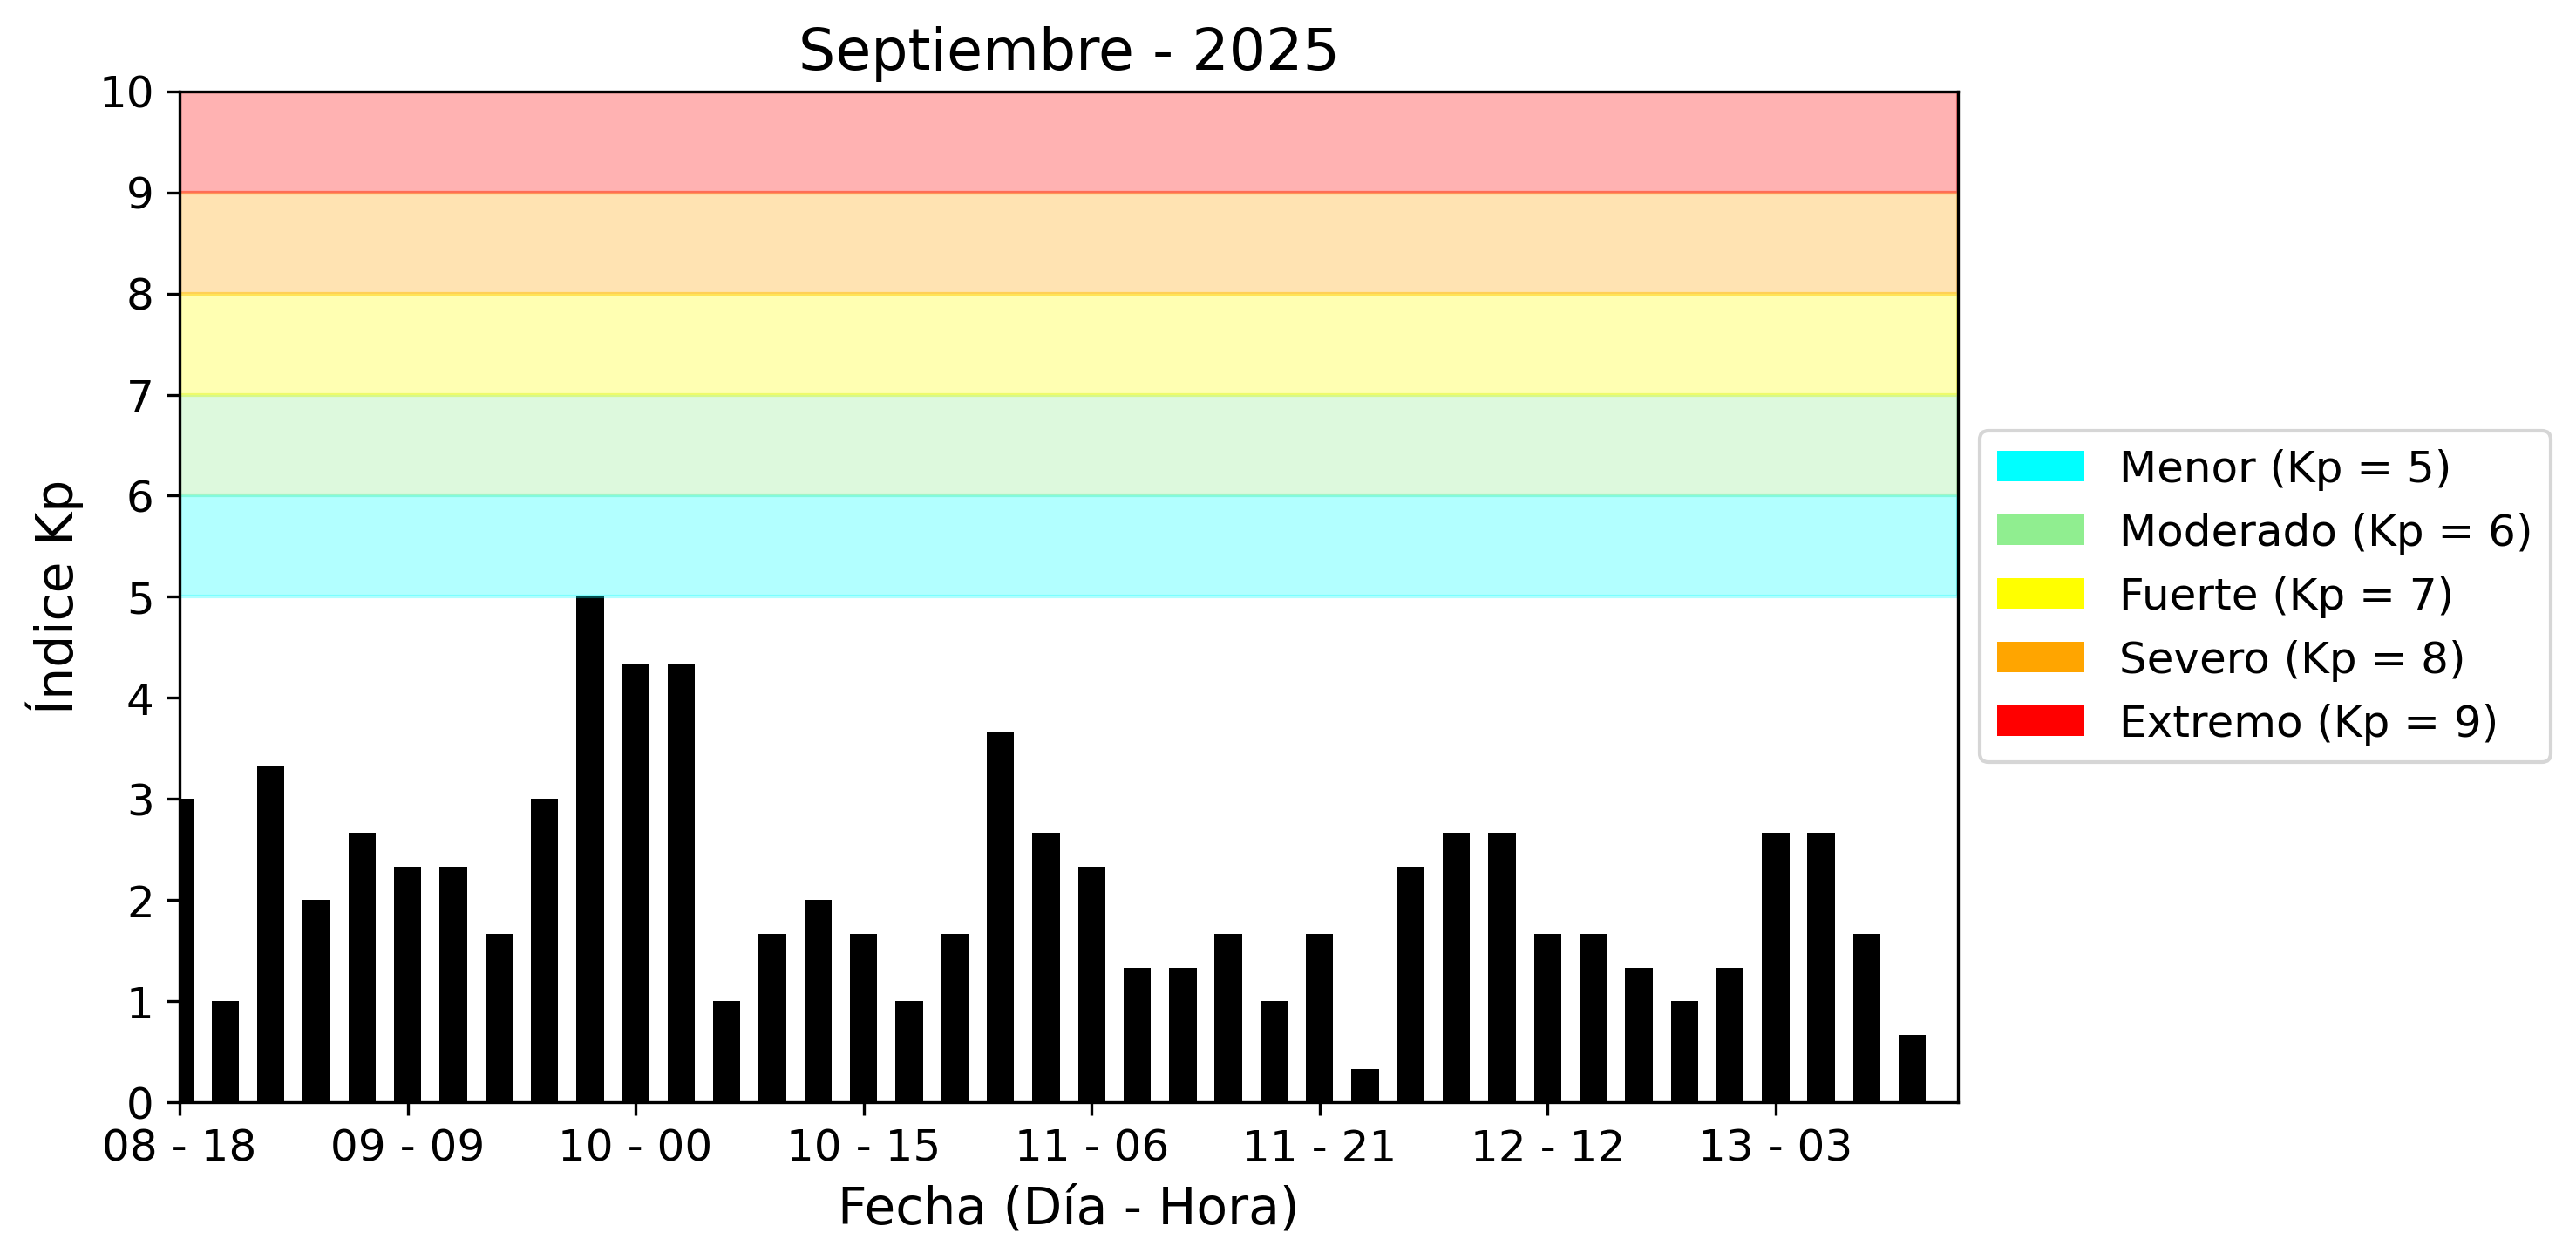 Septiembre - 2025
10
9
8
7
6
5
4
3
2
1
0
Índice Kp
08 - 18
09 - 09
10 - 00
10 - 15
11 - 06
11 - 21
12 - 12
13 - 03
Fecha (Día - Hora)
Menor (Kp = 5)
Moderado (Kp = 6)
Fuerte (Kp = 7)
Severo (Kp = 8)
Extremo (Kp = 9)